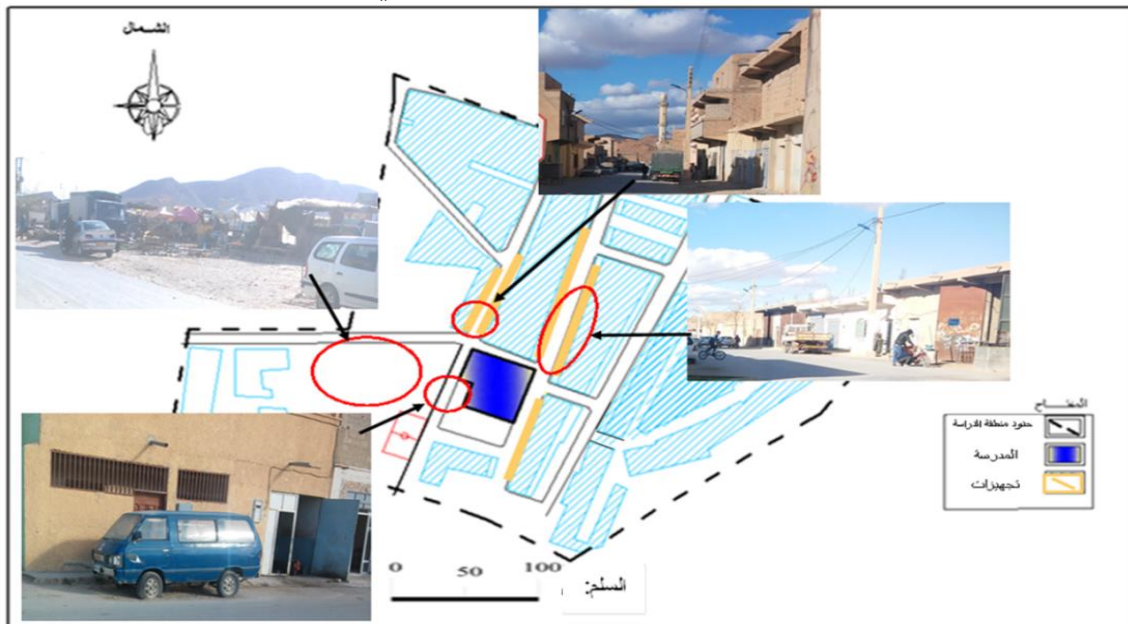 الشمال
المفتاح
حدود منطقة الدراسة
المدرسة
تجهيزات
0 50 100
السلم: